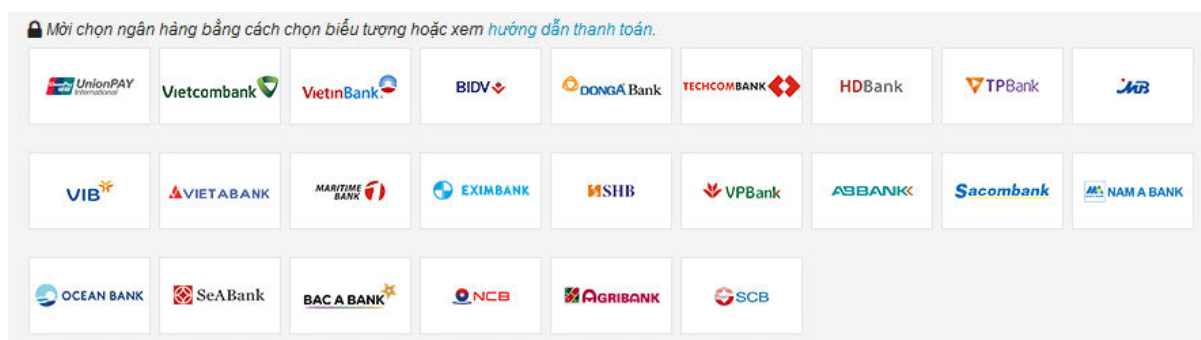 Mời chọn ngân hàng bằng cách chọn biểu tượng hoặc xem hướng dẫn thanh toán.
UnionPAY International Vietcombank VietinBank BIDV DONGÁ Bank TECHCOMBANK HDBank TPBank MB
VIB VIETABANK MARITIME BANK EXIMBANK SHB VPBank ABBANK Sacombank NAM A BANK
OCEAN BANK SeABank BAC A BANK NCB AGRIBANK SCB